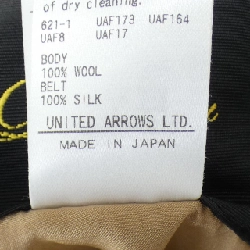 of dry cleaning.
621-1 UAF173 UAF164
UAF8 UAF17
BODY
100% WOOL
BELT
100% SILK
UNITED ARROWS LTD.
MADE IN JAPAN